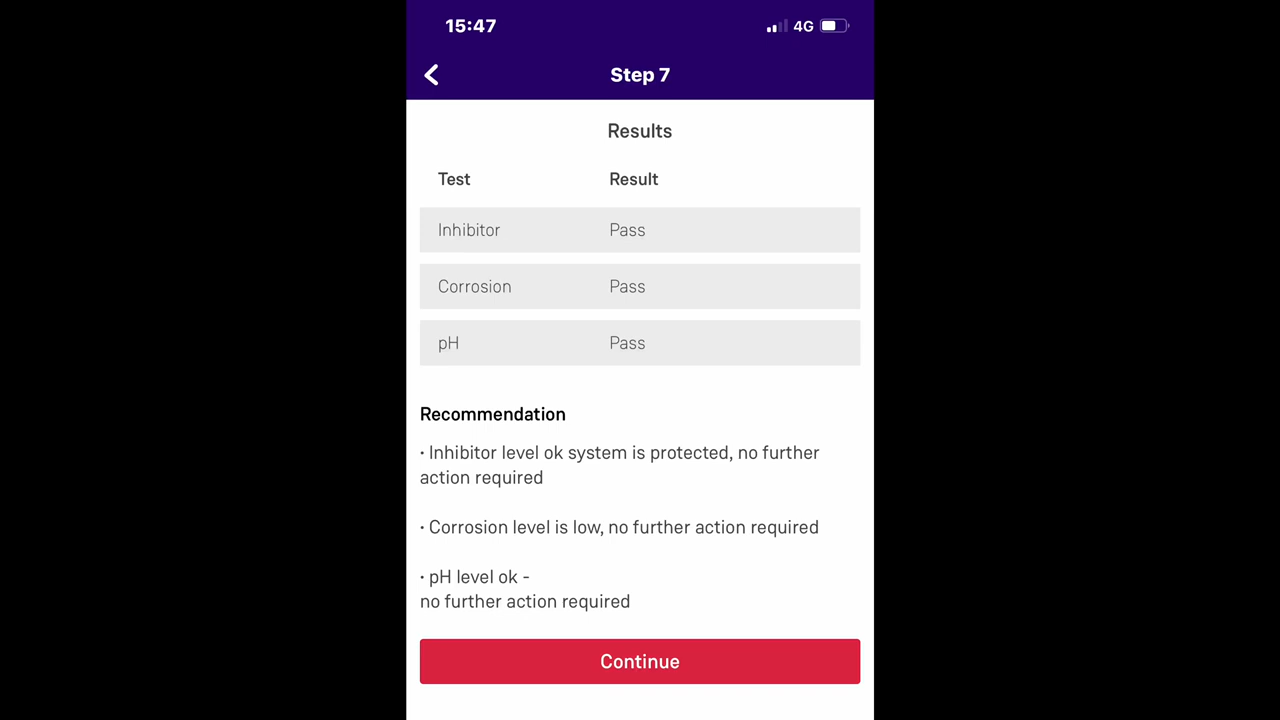 15:47
4G
Step 7
Results
Test Result
Inhibitor Pass
Corrosion Pass
pH Pass
Recommendation
• Inhibitor level ok system is protected, no further
action required
• Corrosion level is low, no further action required
• pH level ok -
no further action required
Continue